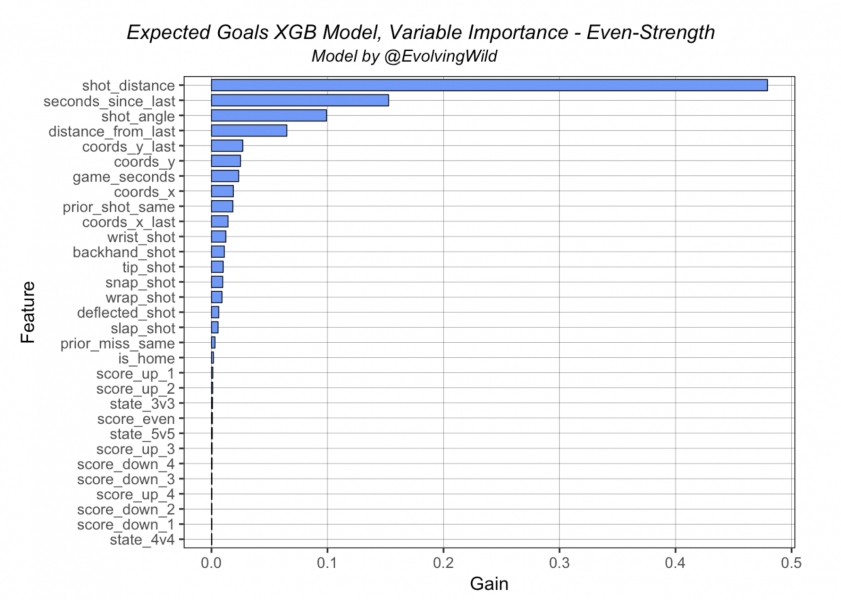 Expected Goals XGB Model, Variable Importance - Even-Strength
Model by @EvolvingWild
Feature
shot_distance
seconds_since_last
shot_angle
distance_from_last
coords_y_last
coords_y
game_seconds
coords_x
prior_shot_same
coords_x_last
wrist_shot
backhand_shot
tip_shot
snap_shot
wrap_shot
deflected_shot
slap_shot
prior_miss_same
is_home
score_up_1
score_up_2
state_3v3
score_even
state_5v5
score_up_3
score_down_4
score_down_3
score_up_4
score_down_2
score_down_1
state_4v4
0.0 0.1 0.2 0.3 0.4 0.5
Gain